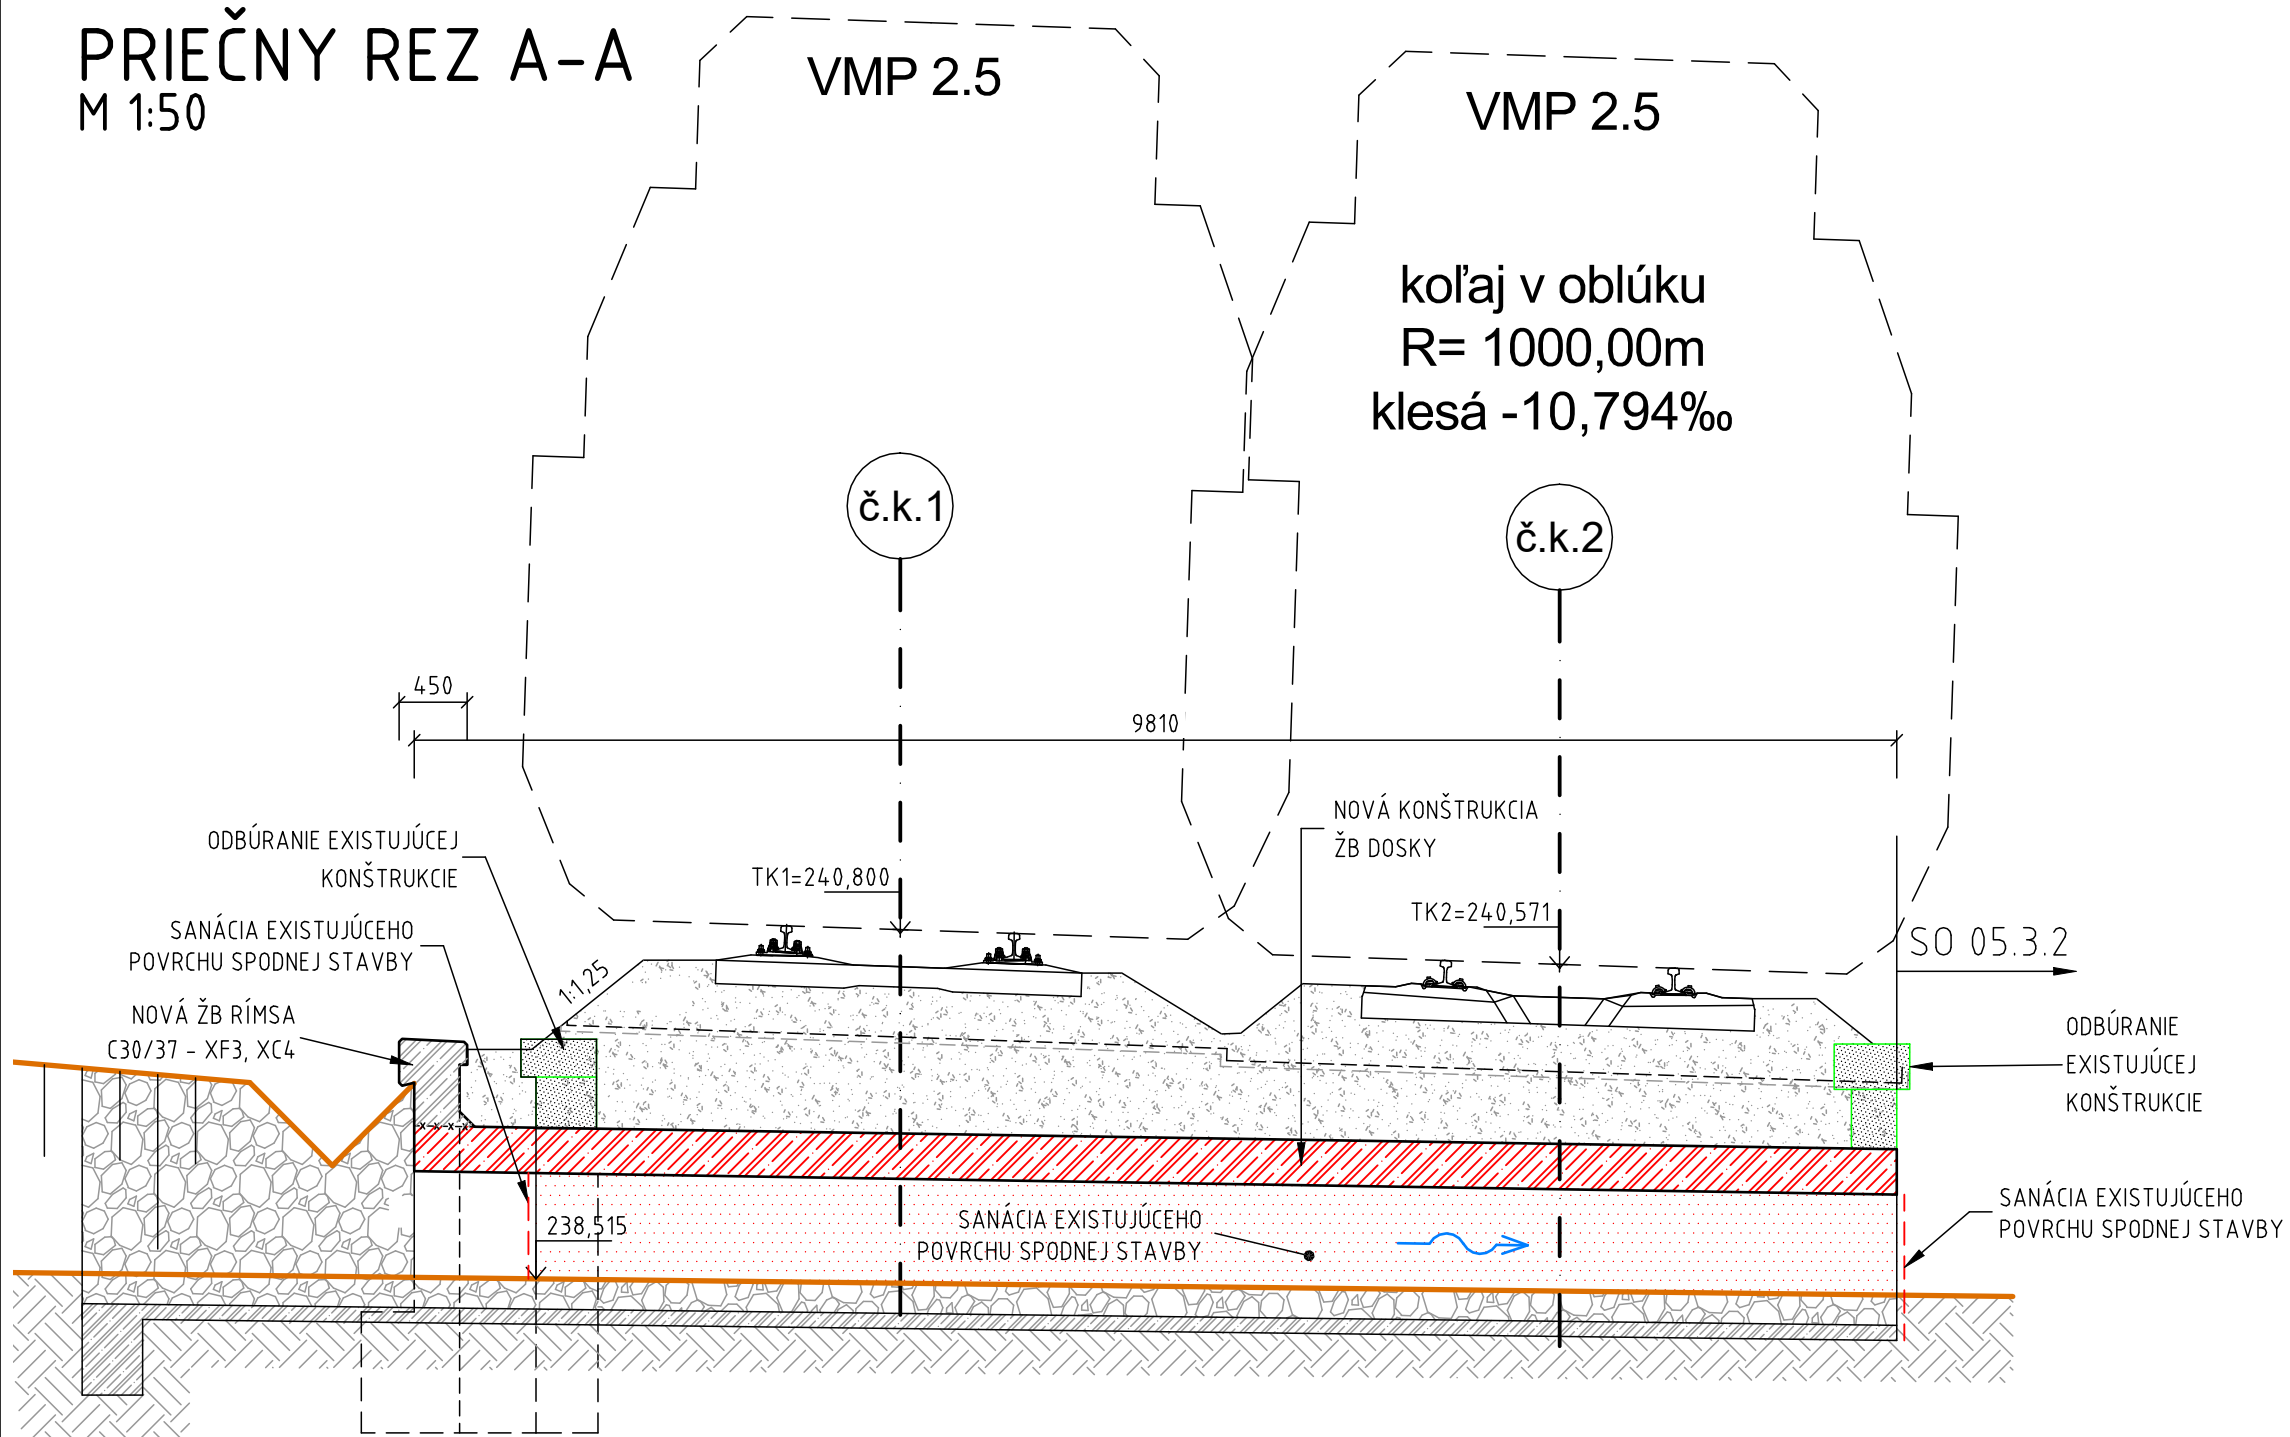 PRIEČNY REZ A-A
M 1:50
VMP 2.5
VMP 2.5
koľaj v oblúku
R= 1000,00m
klesá -10,794‰
č.k.1
č.k.2
450
9810
NOVÁ KONŠTRUKCIA
ŽB DOSKY
ODBÚRANIE EXISTUJÚCEJ
KONŠTRUKCIE
TK1=240,800
TK2=240,571
SANÁCIA EXISTUJÚCEHO
POVRCHU SPODNEJ STAVBY
SO 05.3.2
1:1,25
NOVÁ ŽB RÍMSA
C30/37 - XF3, XC4
ODBÚRANIE
EXISTUJÚCEJ
KONŠTRUKCIE
238,515
SANÁCIA EXISTUJÚCEHO
POVRCHU SPODNEJ STAVBY
SANÁCIA EXISTUJÚCEHO
POVRCHU SPODNEJ STAVBY